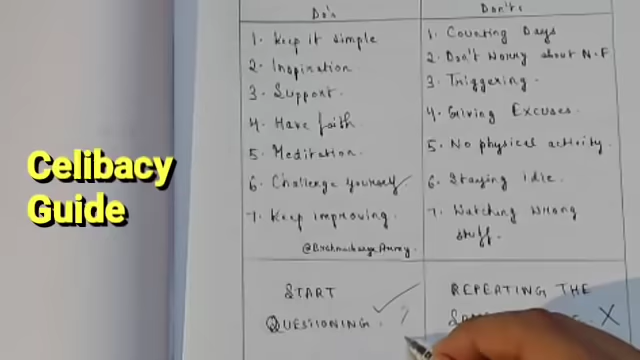 Do's
Don'ts
1. Keep it simple
2. Inspiration
3. Support.
4. Have faith.
5. Meditation.
6. Challenge yourself
7. Keep improving.
@BrahmacharyaArmy.
1. Counting Days
2. Don't worry about N.F
3. Triggering.
4. Giving Excuses.
5. No physical activity.
6. Staying idle.
7. Watching wrong
stuff.
START
QUESTIONING. ?
REPEATING THE
X
Celibacy
Guide